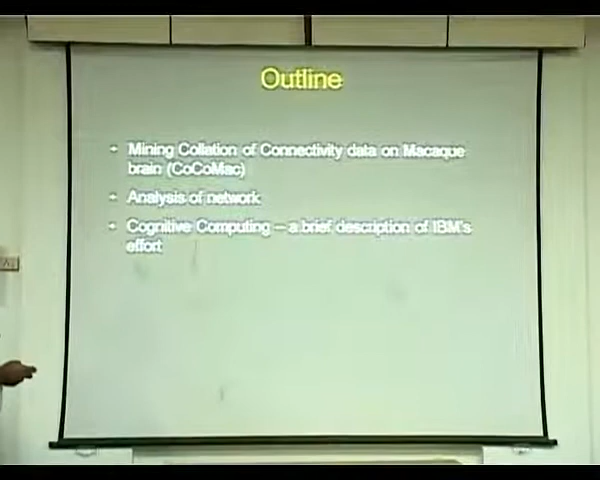 Outline
- Mining Collation of Connectivity data on Macaque
brain (CoCoMac)
- Analysis of network
- Cognitive Computing – a brief description of IBM's
effort